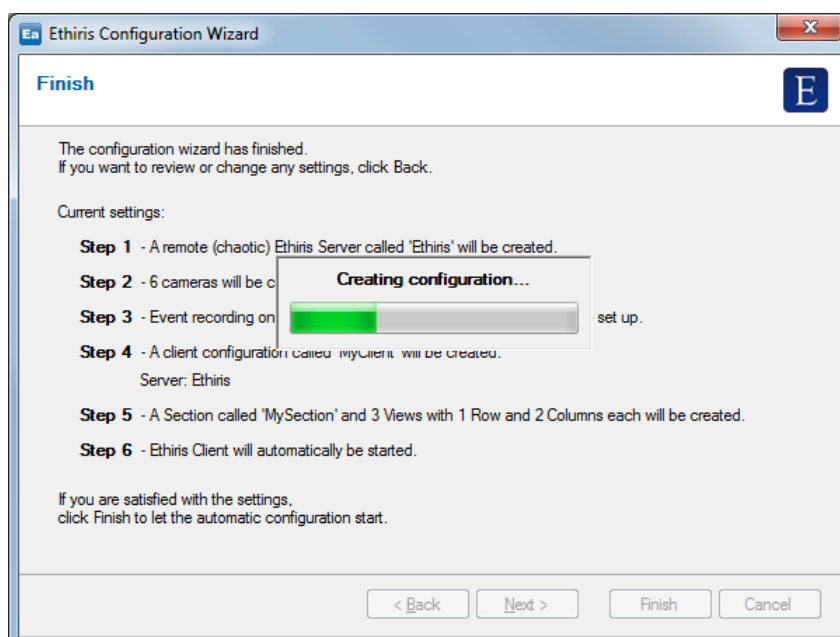 Ea Ethiris Configuration Wizard
Finish
E
The configuration wizard has finished.
If you want to review or change any settings, click Back.
Current settings:
Step 1 - A remote (chaotic) Ethiris Server called 'Ethiris' will be created.
Step 2 - 6 cameras will be c
Creating configuration...
Step 3 - Event recording on set up.
Step 4 - A client configuration called 'MyClient' will be created.
Server: Ethiris
Step 5 - A Section called 'MySection' and 3 Views with 1 Row and 2 Columns each will be created.
Step 6 - Ethiris Client will automatically be started.
If you are satisfied with the settings,
click Finish to let the automatic configuration start.
< Back Next > Finish Cancel